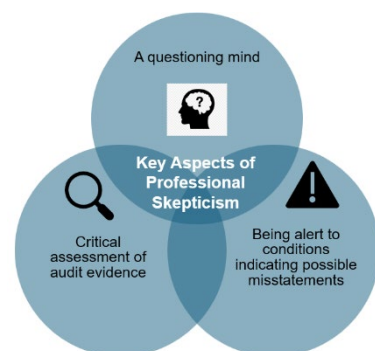 A questioning mind
?
Key Aspects of
Professional
Skepticism
Critical
assessment of
audit evidence
Being alert to
conditions
indicating possible
misstatements